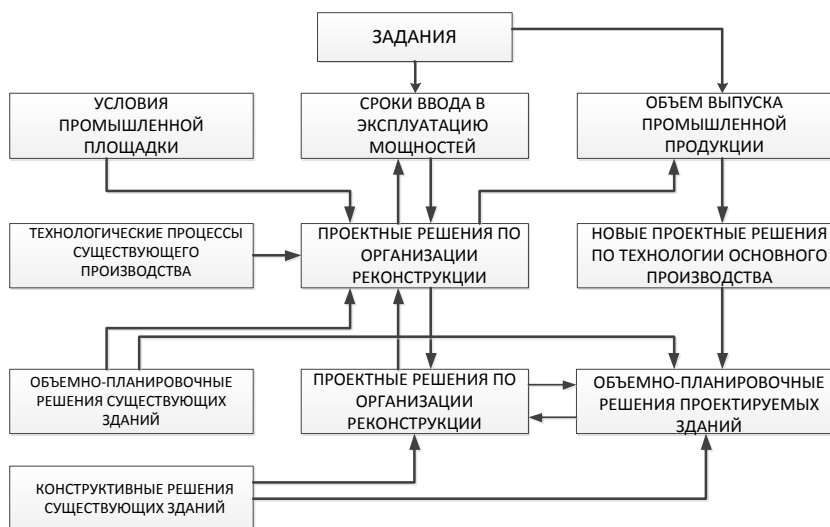 ЗАДАНИЯ
УСЛОВИЯ
ПРОМЫШЛЕННОЙ
ПЛОЩАДКИ
СРОКИ ВВОДА В
ЭКСПЛУАТАЦИЮ
МОЩНОСТЕЙ
ОБЪЕМ ВЫПУСКА
ПРОМЫШЛЕННОЙ
ПРОДУКЦИИ
ТЕХНОЛОГИЧЕСКИЕ ПРОЦЕССЫ
СУЩЕСТВУЮЩЕГО
ПРОИЗВОДСТВА
ПРОЕКТНЫЕ РЕШЕНИЯ ПО
ОРГАНИЗАЦИИ
РЕКОНСТРУКЦИИ
НОВЫЕ ПРОЕКТНЫЕ РЕШЕНИЯ
ПО ТЕХНОЛОГИИ ОСНОВНОГО
ПРОИЗВОДСТВА
ОБЪЕМНО-ПЛАНИРОВОЧНЫЕ
РЕШЕНИЯ СУЩЕСТВУЮЩИХ
ЗДАНИЙ
ПРОЕКТНЫЕ РЕШЕНИЯ ПО
ОРГАНИЗАЦИИ
РЕКОНСТРУКЦИИ
ОБЪЕМНО-ПЛАНИРОВОЧНЫЕ
РЕШЕНИЯ ПРОЕКТИРУЕМЫХ
ЗДАНИЙ
КОНСТРУКТИВНЫЕ РЕШЕНИЯ
СУЩЕСТВУЮЩИХ ЗДАНИЙ